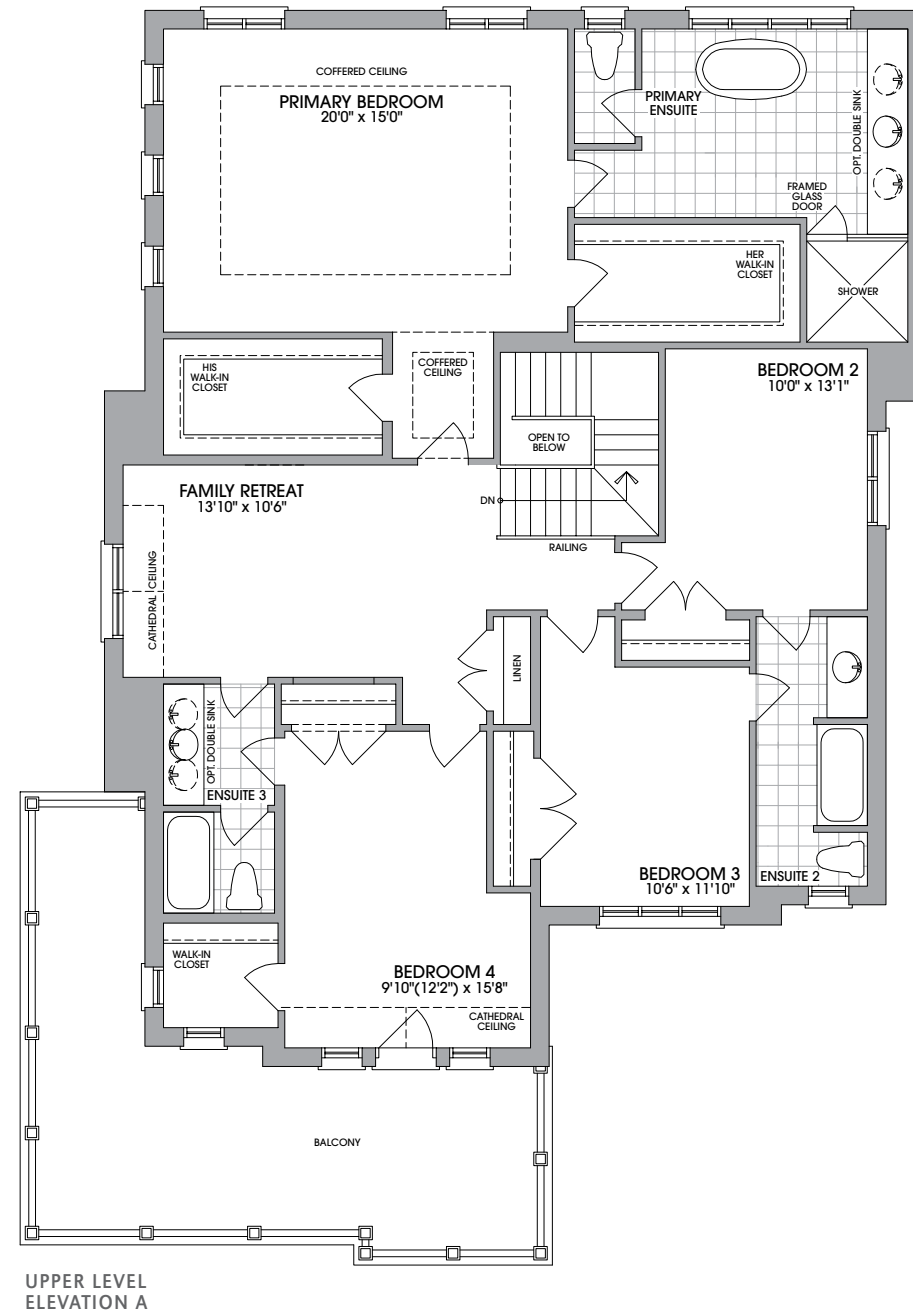 COFFERED CEILING
PRIMARY BEDROOM
20'0" x 15'0"
PRIMARY
ENSUITE
OPT. DOUBLE SINK
FRAMED
GLASS
DOOR
HER
WALK-IN
CLOSET
SHOWER
HIS
WALK-IN
CLOSET
COFFERED
CEILING
BEDROOM 2
10'0" x 13'1"
OPEN TO
BELOW
FAMILY RETREAT
13'10" x 10'6"
DN
RAILING
CATHEDRAL CEILING
LINEN
OPT. DOUBLE SINK
ENSUITE 3
BEDROOM 3
10'6" x 11'10"
ENSUITE 2
WALK-IN
CLOSET
BEDROOM 4
9'10"(12'2") x 15'8"
CATHEDRAL
CEILING
BALCONY
UPPER LEVEL
ELEVATION A